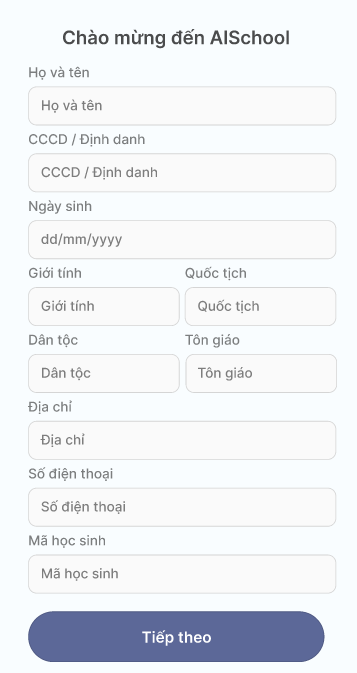 Chào mừng đến AISchool
Họ và tên
Họ và tên
CCCD / Định danh
CCCD / Định danh
Ngày sinh
dd/mm/yyyy
Giới tính Quốc tịch
Giới tính Quốc tịch
Dân tộc Tôn giáo
Dân tộc Tôn giáo
Địa chỉ
Địa chỉ
Số điện thoại
Số điện thoại
Mã học sinh
Mã học sinh
Tiếp theo